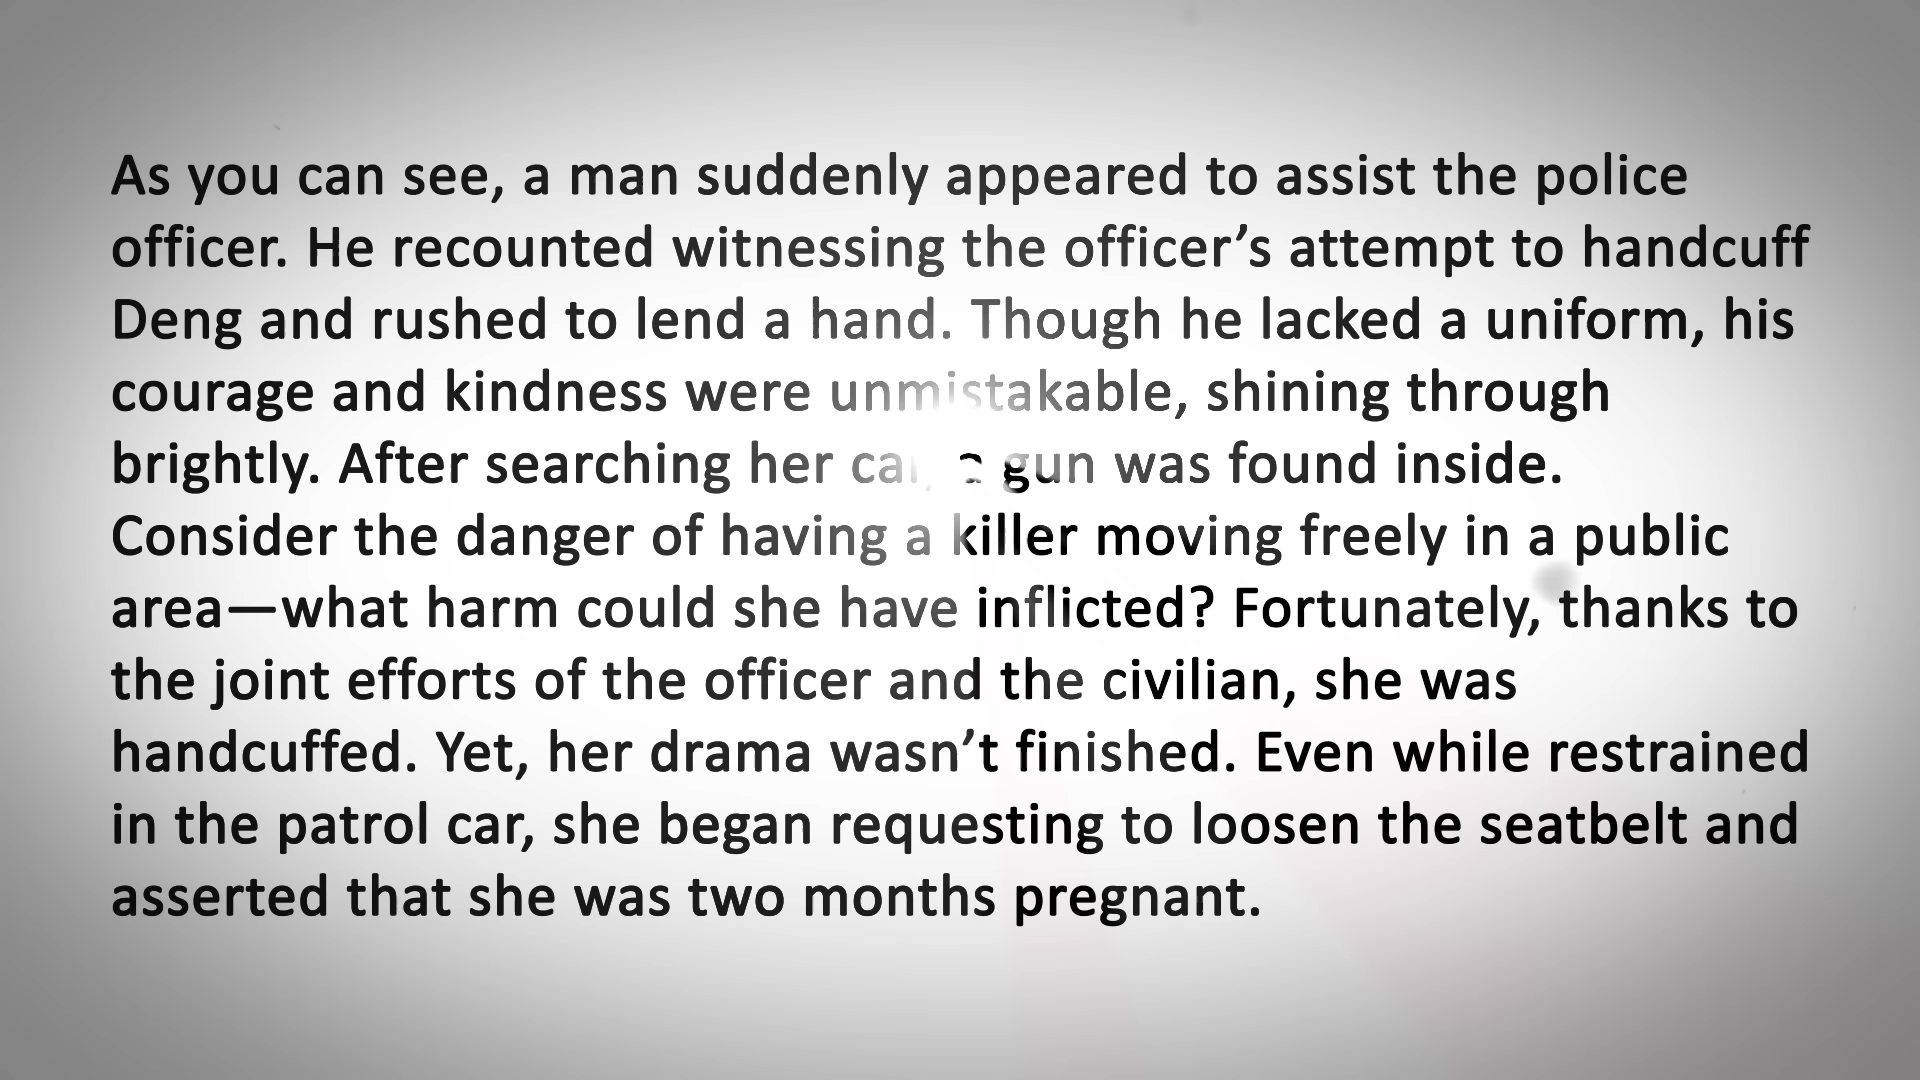 As you can see, a man suddenly appeared to assist the police
officer. He recounted witnessing the officer’s attempt to handcuff
Deng and rushed to lend a hand. Though he lacked a uniform, his
courage and kindness were unmistakable, shining through
brightly. After searching her car, a gun was found inside.
Consider the danger of having a killer moving freely in a public
area—what harm could she have inflicted? Fortunately, thanks to
the joint efforts of the officer and the civilian, she was
handcuffed. Yet, her drama wasn’t finished. Even while restrained
in the patrol car, she began requesting to loosen the seatbelt and
asserted that she was two months pregnant.